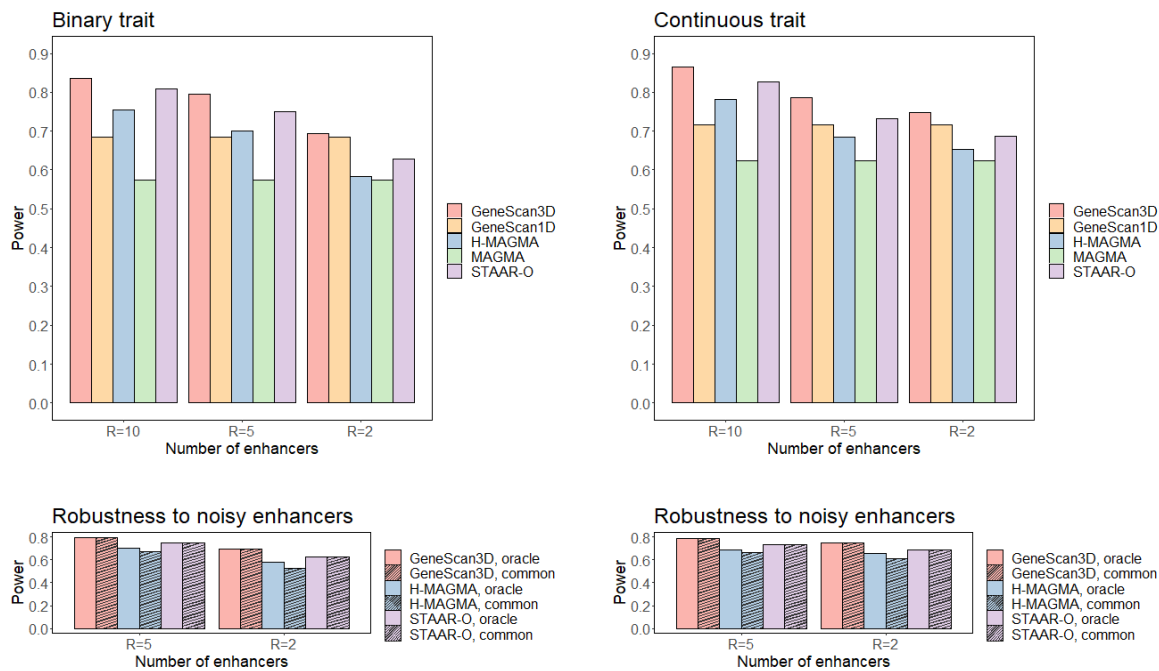 Binary trait
0.9
0.8
0.7
0.6
0.5
0.4
0.3
0.2
0.1
0.0
Power
R=10 R=5 R=2
Number of enhancers
GeneScan3D
GeneScan1D
H-MAGMA
MAGMA
STAAR-O
Continuous trait
0.9
0.8
0.7
0.6
0.5
0.4
0.3
0.2
0.1
0.0
Power
R=10 R=5 R=2
Number of enhancers
GeneScan3D
GeneScan1D
H-MAGMA
MAGMA
STAAR-O
Robustness to noisy enhancers
0.8
0.6
0.4
0.2
0.0
Power
R=5 R=2
Number of enhancers
GeneScan3D, oracle
GeneScan3D, common
H-MAGMA, oracle
H-MAGMA, common
STAAR-O, oracle
STAAR-O, common
Robustness to noisy enhancers
0.8
0.6
0.4
0.2
0.0
Power
R=5 R=2
Number of enhancers
GeneScan3D, oracle
GeneScan3D, common
H-MAGMA, oracle
H-MAGMA, common
STAAR-O, oracle
STAAR-O, common